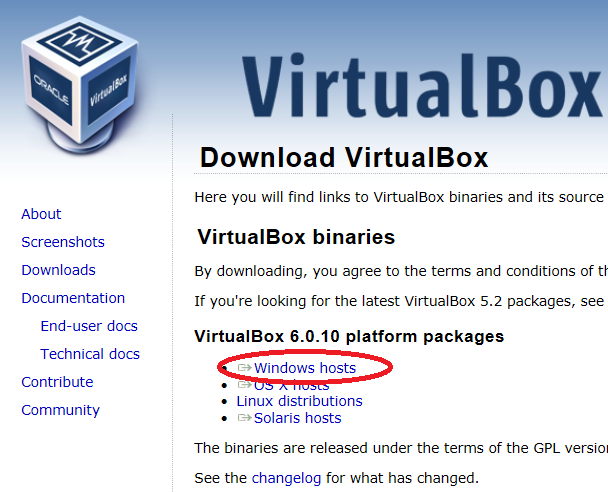 ORACLE
VirtualBox
VirtualBox
Download VirtualBox
Here you will find links to VirtualBox binaries and its source
About
Screenshots
Downloads
Documentation
End-user docs
Technical docs
Contribute
Community
VirtualBox binaries
By downloading, you agree to the terms and conditions of th
If you're looking for the latest VirtualBox 5.2 packages, see
VirtualBox 6.0.10 platform packages
Windows hosts
OS X hosts
Linux distributions
Solaris hosts
The binaries are released under the terms of the GPL version
See the changelog for what has changed.